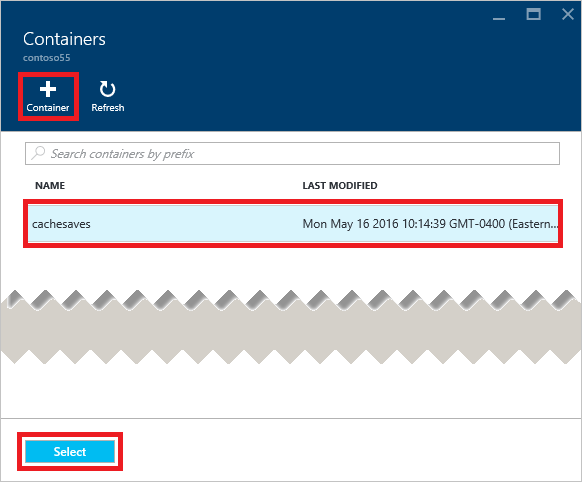 Containers
contoso55
Container
Refresh
Search containers by prefix
NAME LAST MODIFIED
cachesaves Mon May 16 2016 10:14:39 GMT-0400 (Eastern...
Select